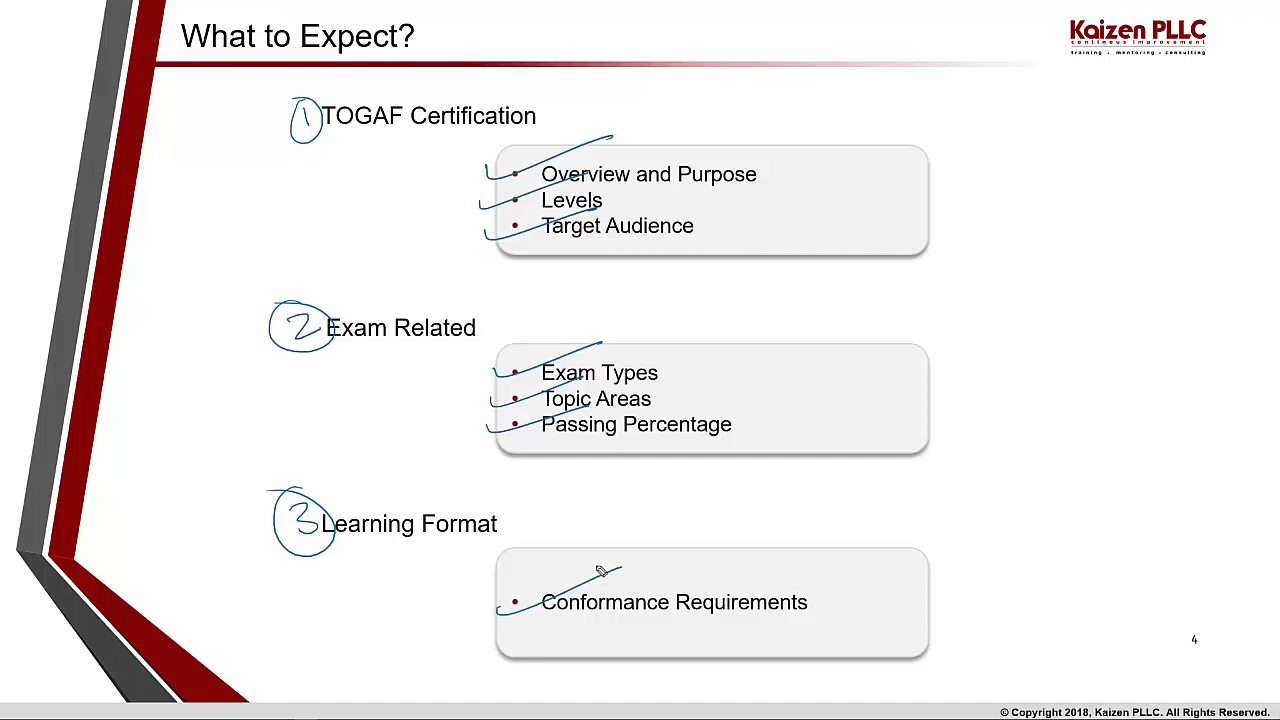 What to Expect?
Kaizen PLLC
continous improvement
training • mentoring • consulting
1 TOGAF Certification
• Overview and Purpose
• Levels
• Target Audience
2 Exam Related
• Exam Types
• Topic Areas
• Passing Percentage
3 Learning Format
• Conformance Requirements
4
© Copyright 2018, Kaizen PLLC. All Rights Reserved.